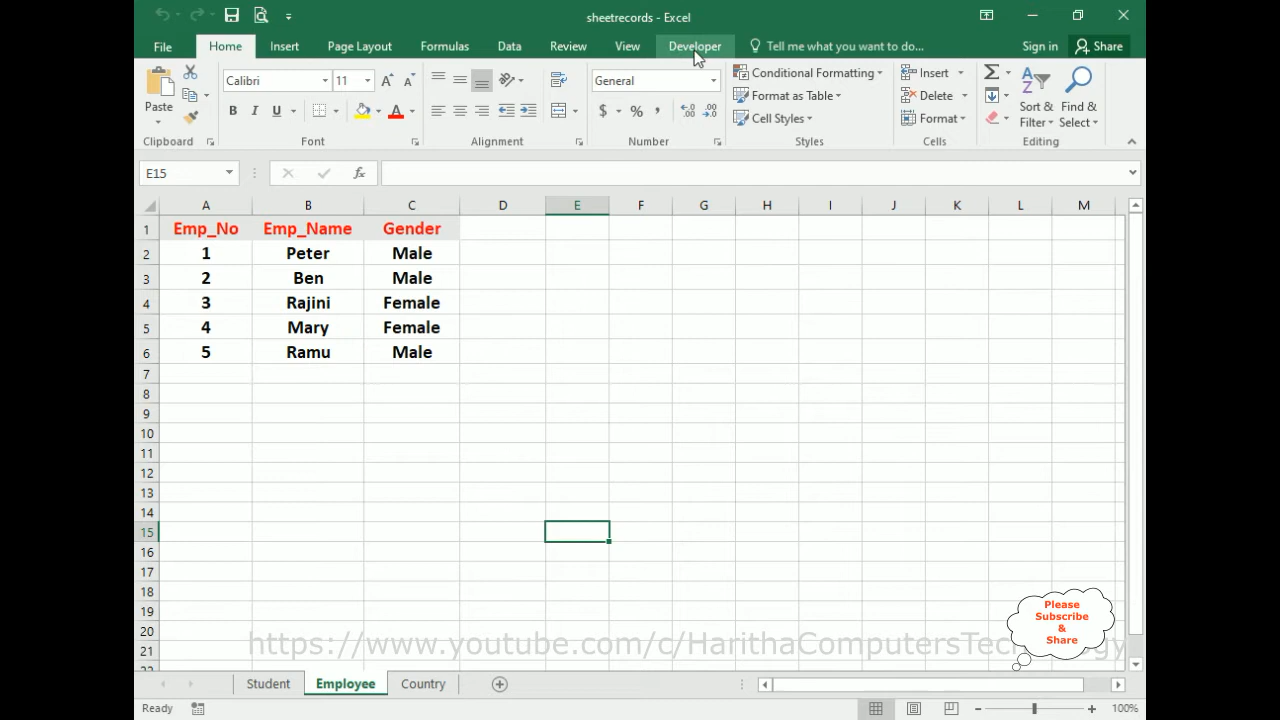 sheetrecords - Excel
File Home Insert Page Layout Formulas Data Review View Developer Tell me what you want to do... Sign in Share
Paste
Clipboard
Calibri 11
B I U A
Font
Alignment
General
$ % ,
Number
Conditional Formatting
Format as Table
Cell Styles
Styles
Insert
Delete
Format
Cells
Sort & Filter
Find & Select
Editing
E15 fx
A B C D E F G H I J K L M
1 Emp_No Emp_Name Gender
2 1 Peter Male
3 2 Ben Male
4 3 Rajini Female
5 4 Mary Female
6 5 Ramu Male
7
8
9
10
11
12
13
14
15
16
17
18
19
20
21
22
Please
Subscribe
&
Share
https://www.youtube.com/c/HarithaComputersTechnology
Student Employee Country
Ready 100%